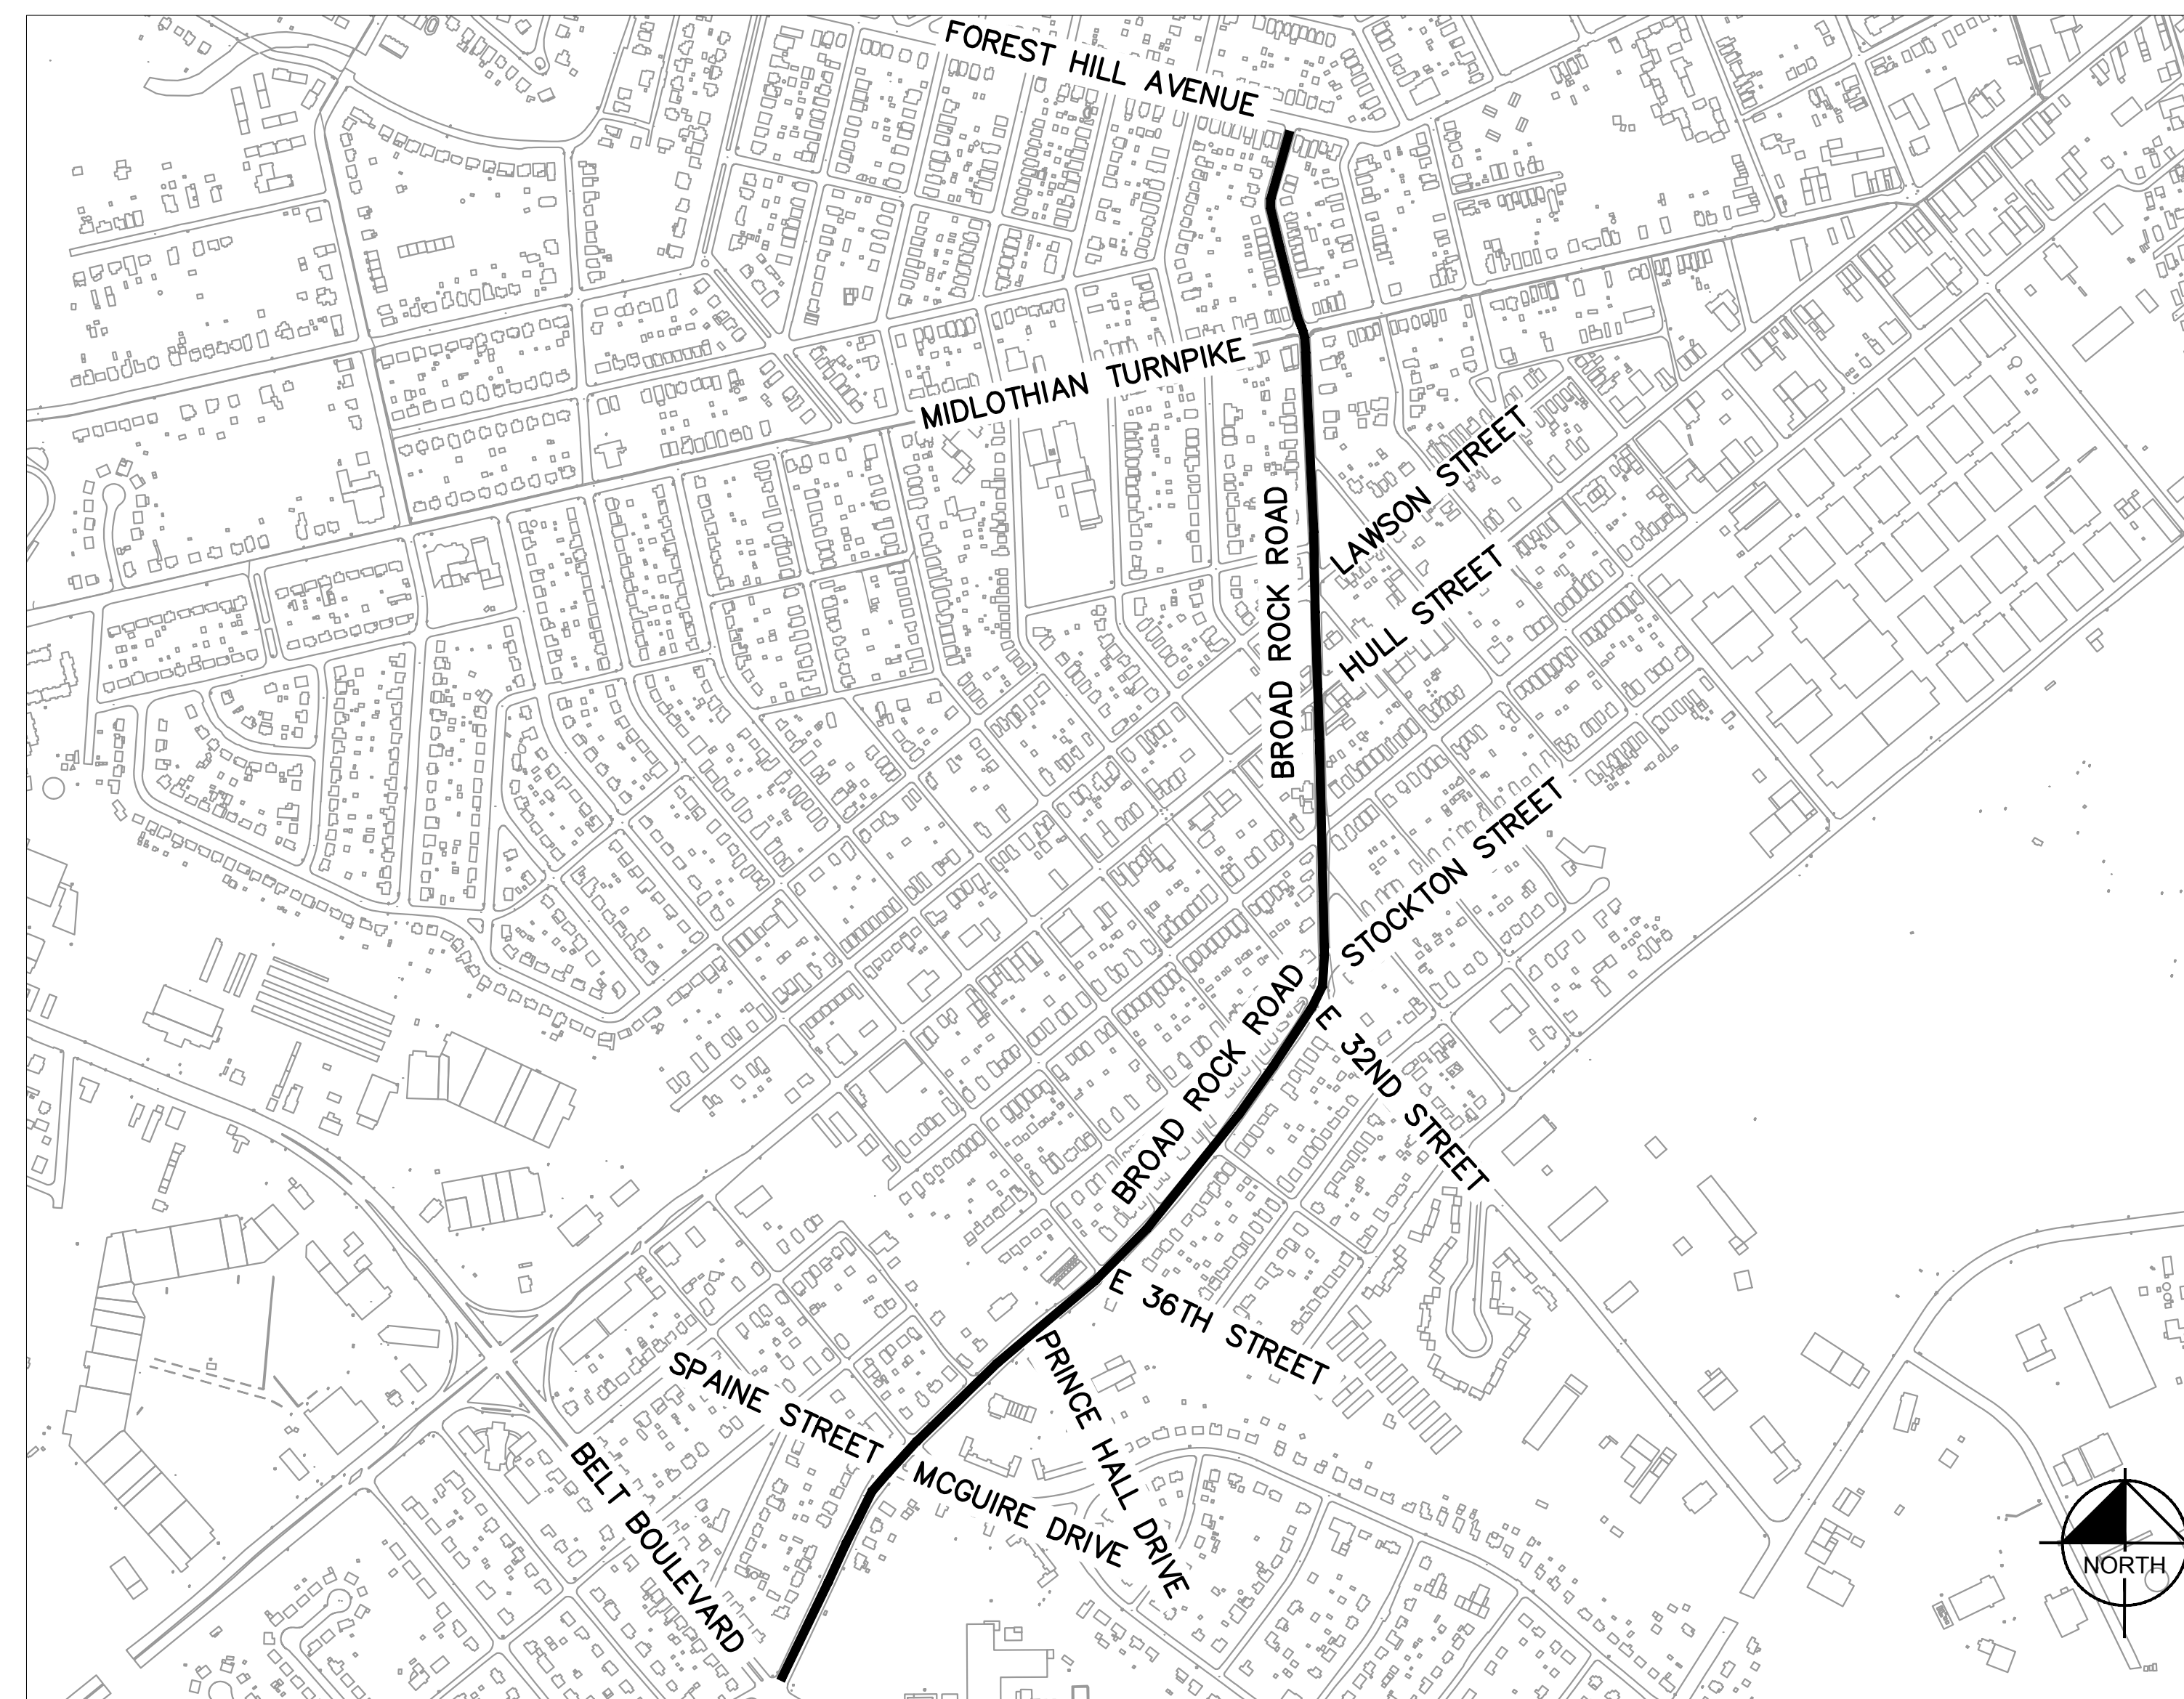 FOREST HILL AVENUE
MIDLOTHIAN TURNPIKE
LAWSON STREET
BROAD ROCK ROAD
HULL STREET
STOCKTON STREET
BROAD ROCK ROAD
E 32ND STREET
E 36TH STREET
PRINCE HALL DRIVE
SPAINE STREET
MCGUIRE DRIVE
BELT BOULEVARD
NORTH